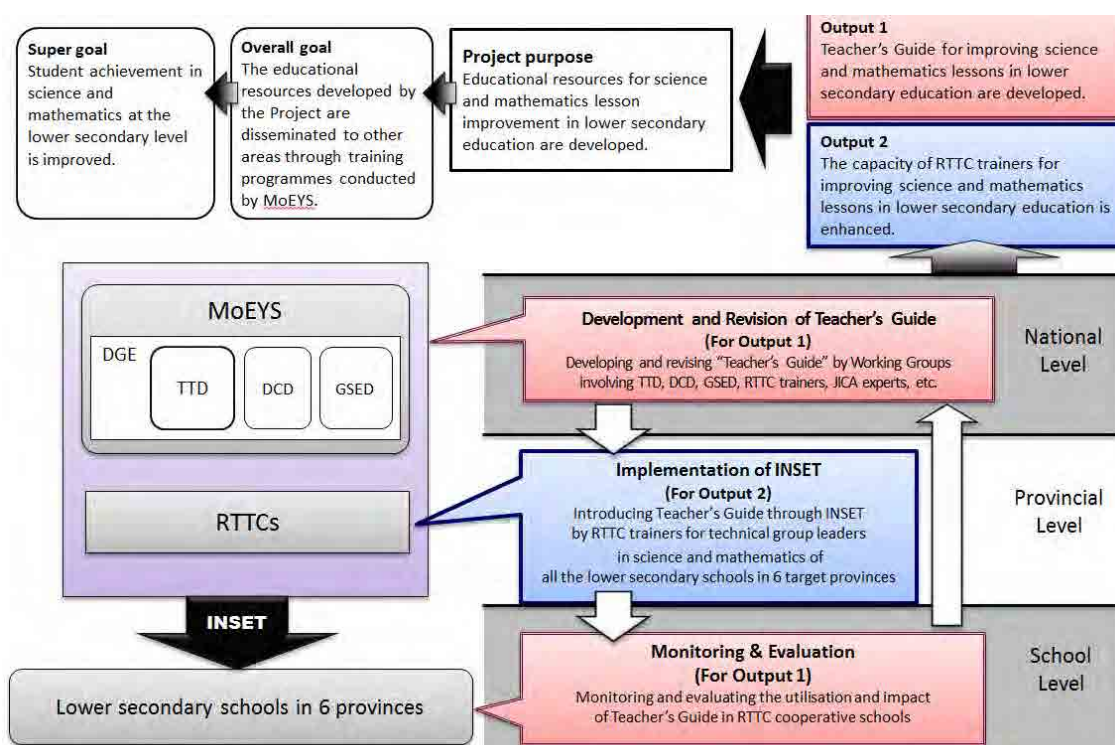 Super goal
Student achievement in
science and
mathematics at the
lower secondary level
is improved.
Overall goal
The educational
resources developed by
the Project are
disseminated to other
areas through training
programmes conducted
by MoEYS.
Project purpose
Educational resources for science
and mathematics lesson
improvement in lower secondary
education are developed.
Output 1
Teacher's Guide for improving science
and mathematics lessons in lower
secondary education are developed.
Output 2
The capacity of RTTC trainers for
improving science and mathematics
lessons in lower secondary education is
enhanced.
MoEYS
DGE
TTD
DCD
GSED
RTTCs
INSET
Lower secondary schools in 6 provinces
Development and Revision of Teacher's Guide
(For Output 1)
Developing and revising "Teacher's Guide" by Working Groups
involving TTD, DCD, GSED, RTTC trainers, JICA experts, etc.
National
Level
Implementation of INSET
(For Output 2)
Introducing Teacher's Guide through INSET
by RTTC trainers for technical group leaders
in science and mathematics of
all the lower secondary schools in 6 target provinces
Provincial
Level
Monitoring & Evaluation
(For Output 1)
Monitoring and evaluating the utilisation and impact
of Teacher's Guide in RTTC cooperative schools
School
Level